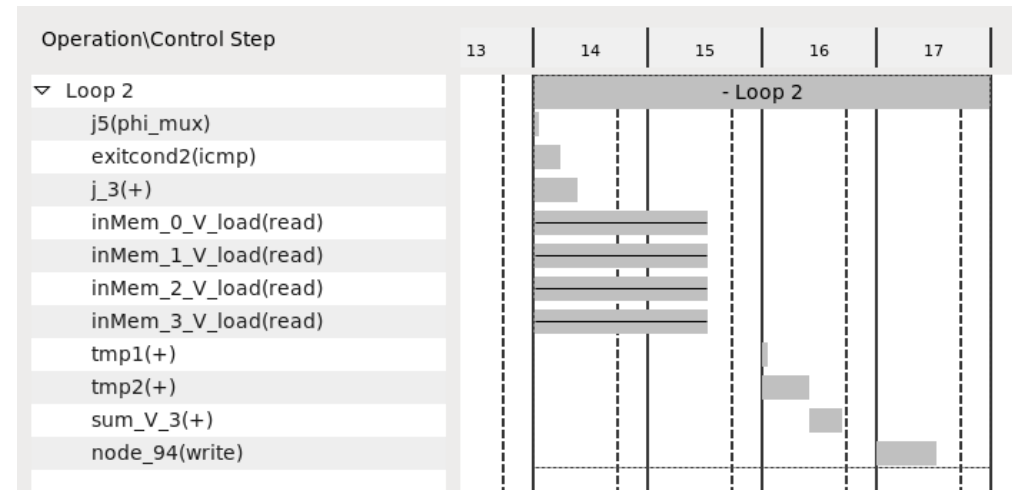 Operation\Control Step
13 14 15 16 17
Loop 2
- Loop 2
j5(phi_mux)
exitcond2(icmp)
j_3(+)
inMem_0_V_load(read)
inMem_1_V_load(read)
inMem_2_V_load(read)
inMem_3_V_load(read)
tmp1(+)
tmp2(+)
sum_V_3(+)
node_94(write)